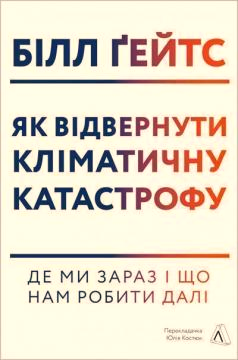 БІЛЛ ҐЕЙТС
ЯК ВІДВЕРНУТИ
КЛІМАТИЧНУ
КАТАСТРОФУ
ДЕ МИ ЗАРАЗ І ЩО
НАМ РОБИТИ ДАЛІ
Перекладачка
Юлія Костюк